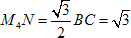 M₄N = √3/2 BC = √3